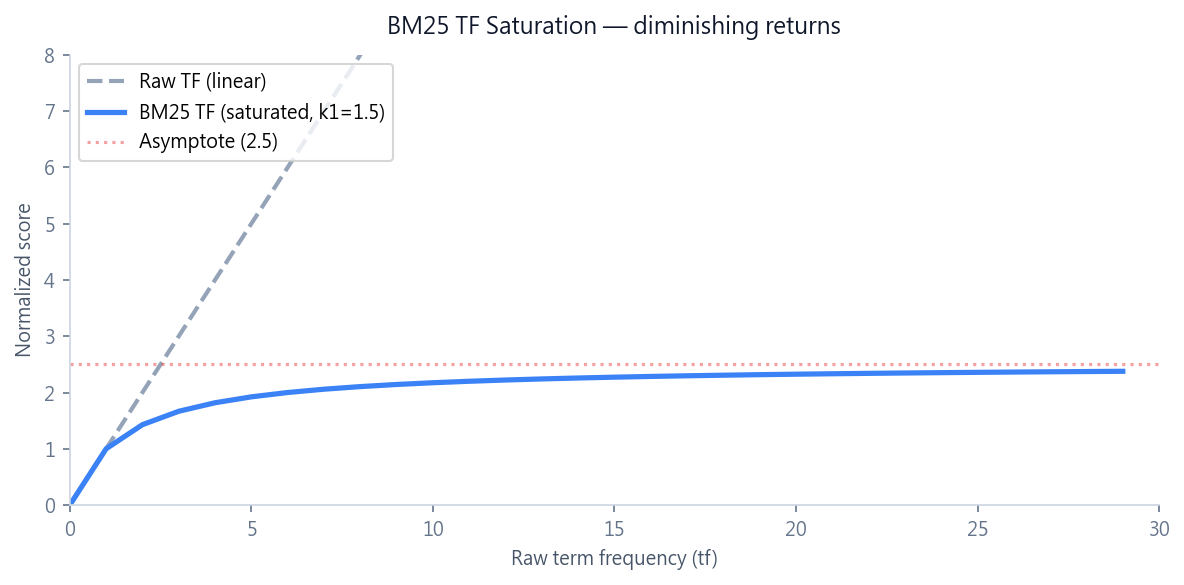 BM25 TF Saturation — diminishing returns
Raw TF (linear)
BM25 TF (saturated, k1=1.5)
Asymptote (2.5)
Normalized score
8
7
6
5
4
3
2
1
0
0 5 10 15 20 25 30
Raw term frequency (tf)